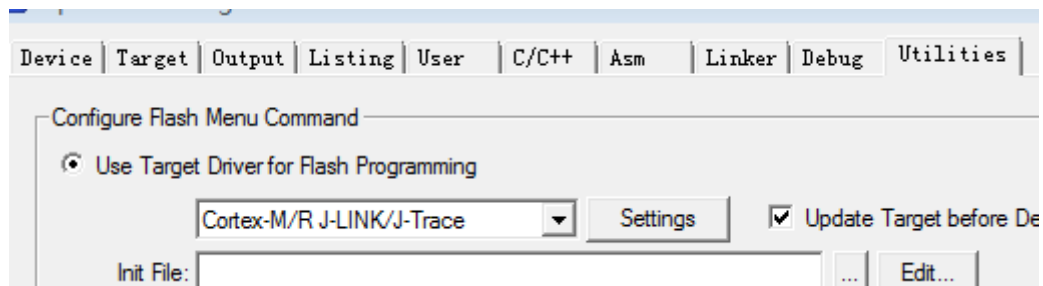 Device Target Output Listing User C/C++ Asm Linker Debug Utilities
Configure Flash Menu Command
Use Target Driver for Flash Programming
Cortex-M/R J-LINK/J-Trace Settings Update Target before De
Init File: ... Edit...